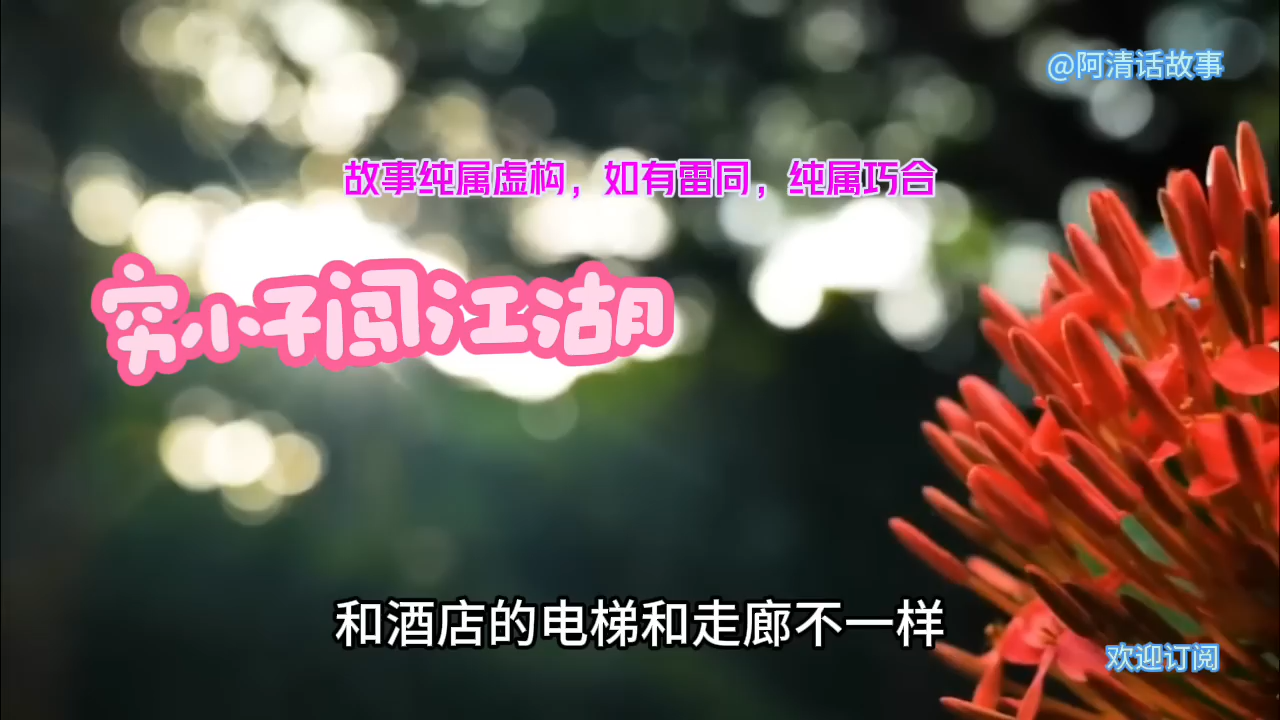 @阿清话故事
故事纯属虚构，如有雷同，纯属巧合
穷小子闯江湖
和酒店的电梯和走廊不一样
欢迎订阅